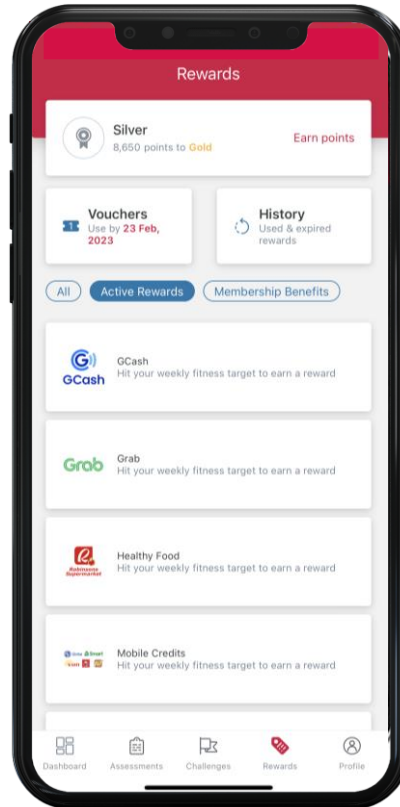 Rewards
Silver
8,650 points to Gold
Earn points
Vouchers
Use by 23 Feb,
2023
History
Used & expired
rewards
All
Active Rewards
Membership Benefits
GCash
GCash
Hit your weekly fitness target to earn a reward
Grab
Grab
Hit your weekly fitness target to earn a reward
Robinsons
Supermarket
Healthy Food
Hit your weekly fitness target to earn a reward
Smart
Mobile Credits
Hit your weekly fitness target to earn a reward
Dashboard
Assessments
Challenges
Rewards
Profile